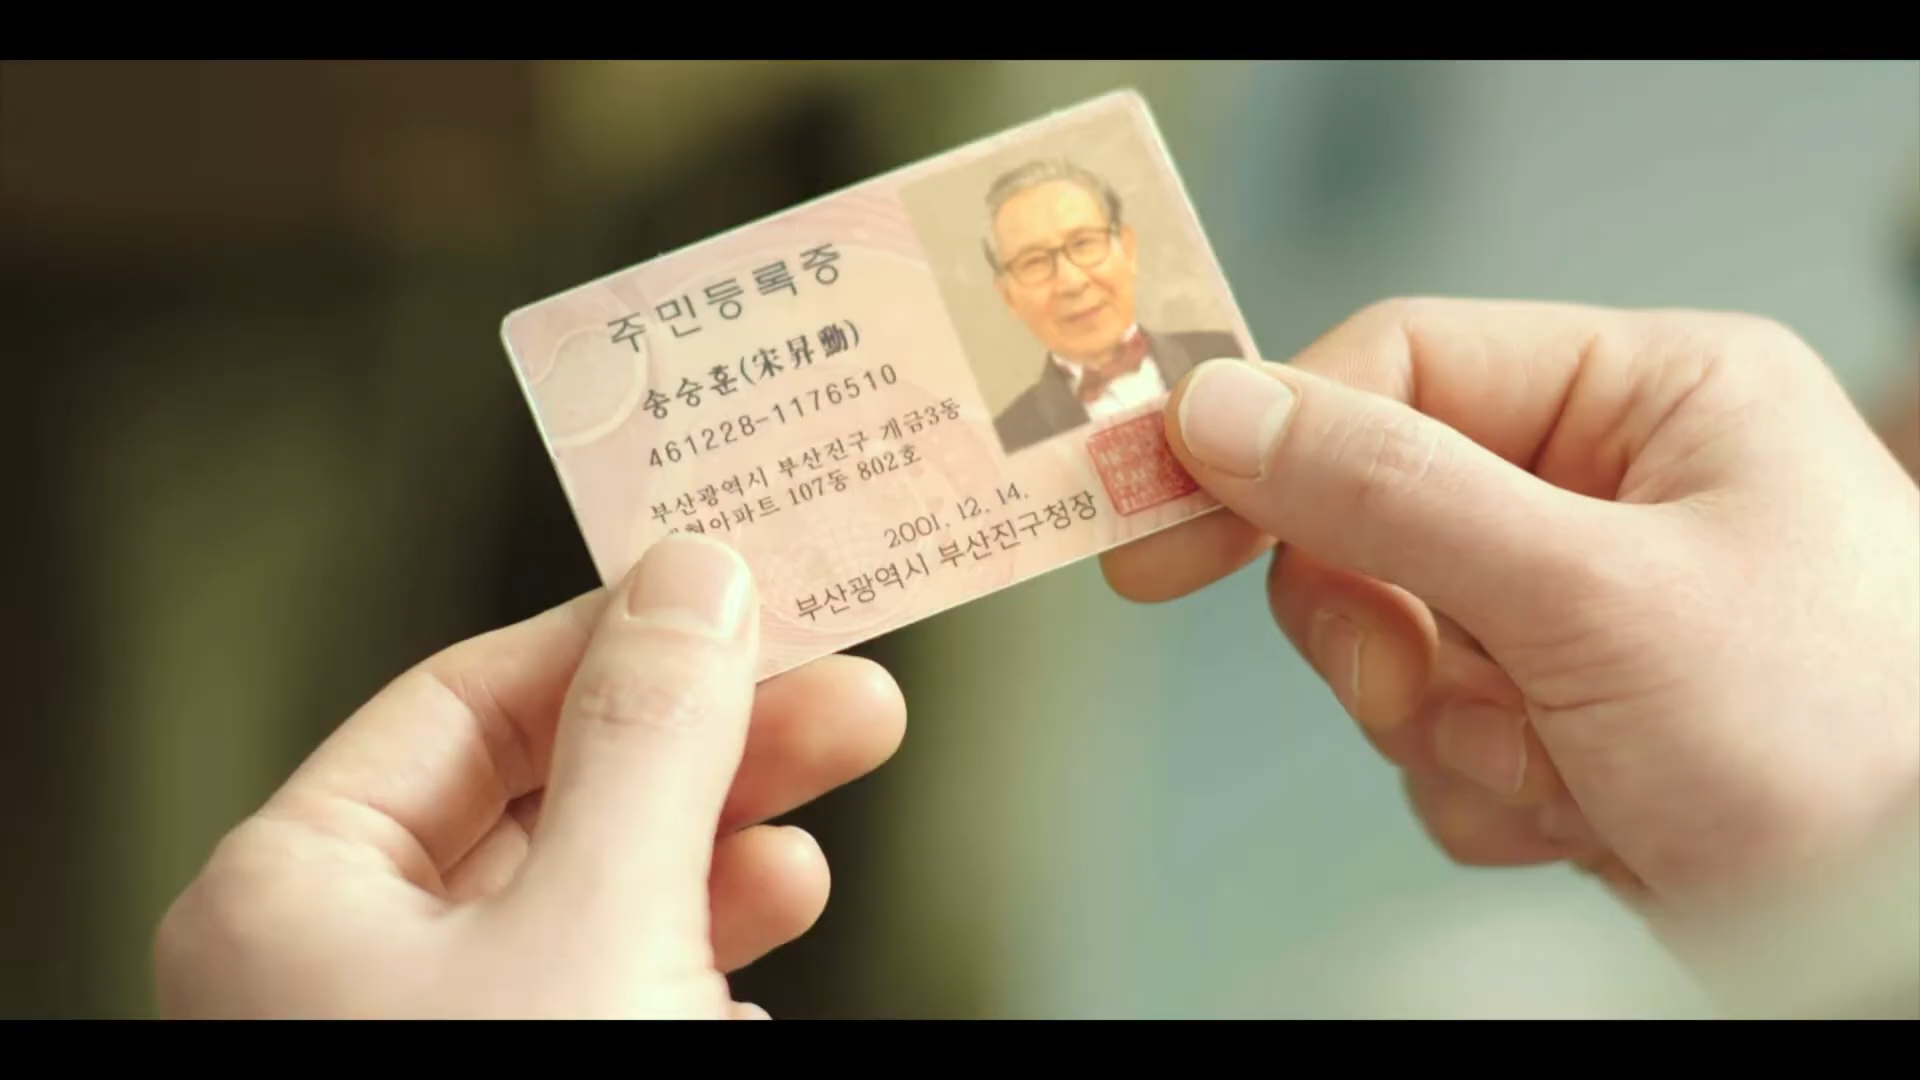 주민등록증
송승훈(宋昇勳)
461228-1176510
부산광역시 부산진구 개금3동
아파트 107동 802호
2001. 12. 14.
부산광역시 부산진구청장